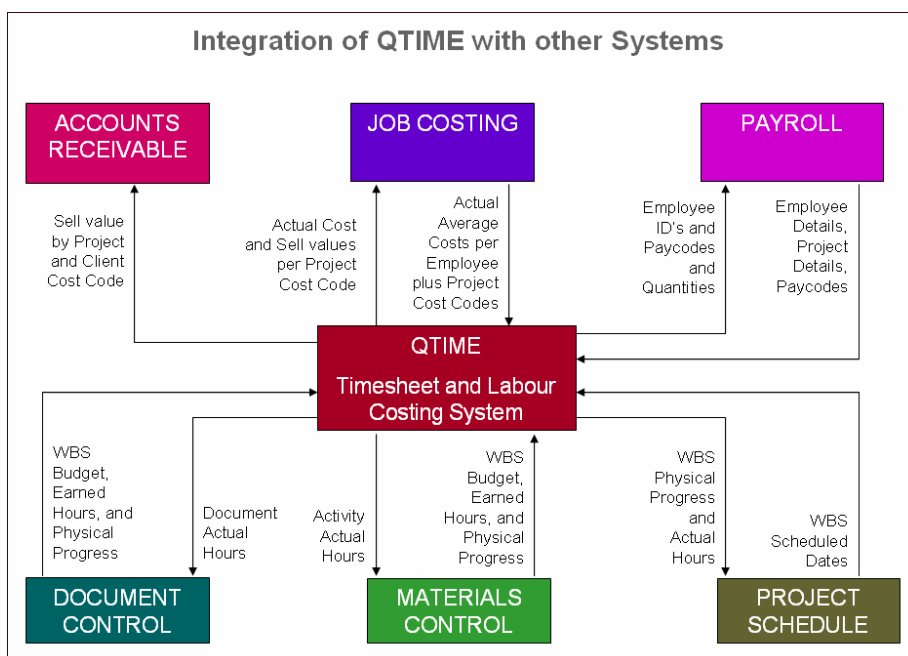 Integration of QTIME with other Systems
ACCOUNTS
RECEIVABLE
JOB COSTING
PAYROLL
Sell value
by Project
and Client
Cost Code
Actual Cost
and Sell values
per Project
Cost Code
Actual
Average
Costs per
Employee
plus Project
Cost Codes
Employee
ID's and
Paycodes
and
Quantities
Employee
Details,
Project
Details,
Paycodes
QTIME
Timesheet and Labour
Costing System
WBS
Budget,
Earned
Hours, and
Physical
Progress
Document
Actual
Hours
Activity
Actual
Hours
WBS
Budget,
Earned
Hours, and
Physical
Progress
WBS
Physical
Progress
and
Actual
Hours
WBS
Scheduled
Dates
DOCUMENT
CONTROL
MATERIALS
CONTROL
PROJECT
SCHEDULE